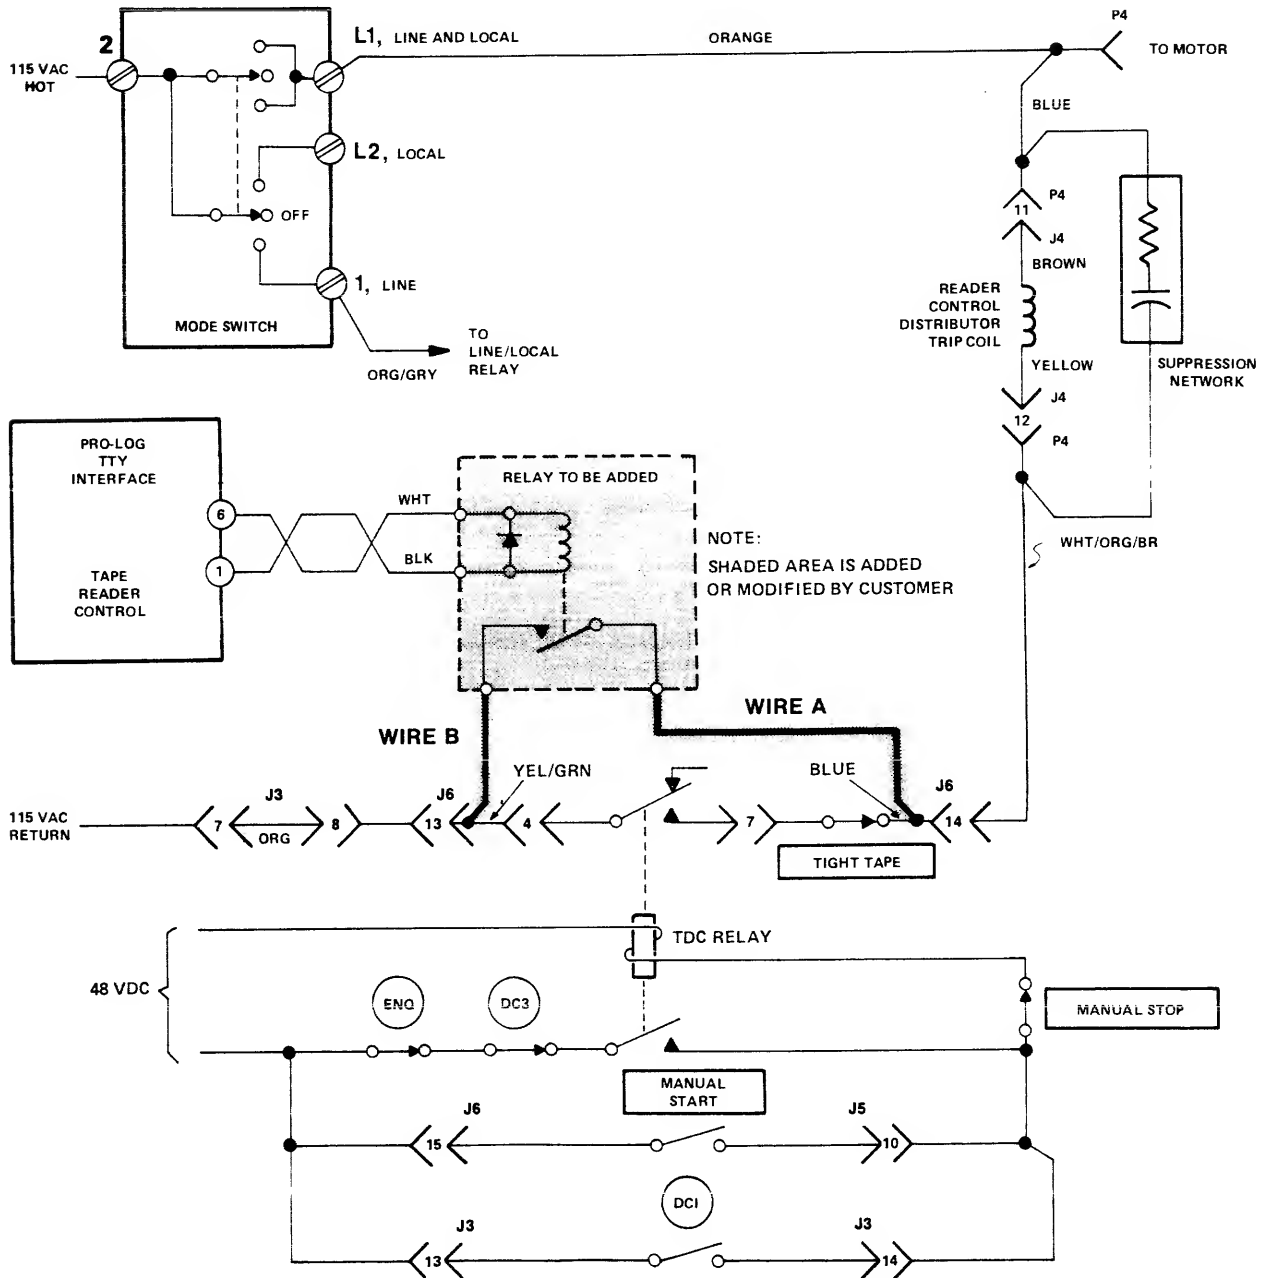 P4
2
L1, LINE AND LOCAL
ORANGE
115 VAC
HOT
TO MOTOR
BLUE
L2, LOCAL
P4
11
OFF
J4
BROWN
1, LINE
READER
CONTROL
DISTRIBUTOR
TRIP COIL
MODE SWITCH
TO
LINE/LOCAL
RELAY
ORG/GRY
YELLOW
SUPPRESSION
NETWORK
J4
12
P4
PRO-LOG
TTY
INTERFACE
RELAY TO BE ADDED
WHT
6
NOTE:
SHADED AREA IS ADDED
OR MODIFIED BY CUSTOMER
WHT/ORG/BR
BLK
1
TAPE
READER
CONTROL
WIRE A
WIRE B
YEL/GRN
BLUE
J3
J6
J6
115 VAC
RETURN
7
ORG
8
13
4
7
14
TIGHT TAPE
TDC RELAY
48 VDC
ENQ
DC3
MANUAL STOP
MANUAL
START
J6
J5
15
10
DC1
J3
J3
13
14